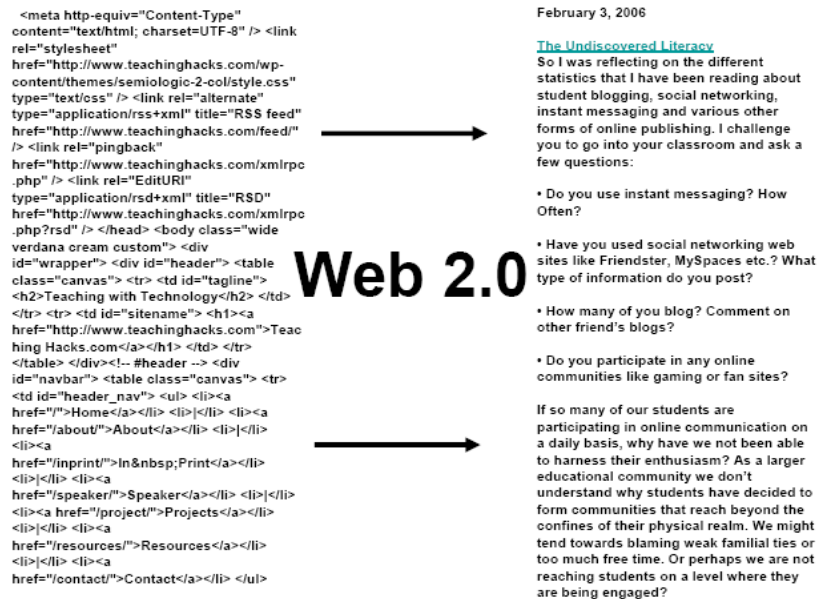 <meta http-equiv="Content-Type"
content="text/html; charset=UTF-8" /> <link
rel="stylesheet"
href="http://www.teachinghacks.com/wp-
content/themes/semiologic-2-col/style.css"
type="text/css" /> <link rel="alternate"
type="application/rss+xml" title="RSS feed"
href="http://www.teachinghacks.com/feed/"
/> <link rel="pingback"
href="http://www.teachinghacks.com/xmlrpc
.php" /> <link rel="EditURI"
type="application/rsd+xml" title="RSD"
href="http://www.teachinghacks.com/xmlrpc
.php?rsd" /> </head> <body class="wide
verdana cream custom"> <div
id="wrapper"> <div id="header"> <table
class="canvas"> <tr> <td id="tagline">
<h2>Teaching with Technology</h2> </td>
</tr> <tr> <td id="sitename"> <h1><a
href="http://www.teachinghacks.com">Teac
hing Hacks.com</a></h1> </td> </tr>
</table> </div><!-- #header --> <div
id="navbar"> <table class="canvas"> <tr>
<td id="header_nav"> <ul> <li><a
href="/">Home</a></li> <li>|</li> <li><a
href="/about/">About</a></li> <li>|</li>
<li><a
href="/inprint/">In&nbsp;Print</a></li>
<li>|</li> <li><a
href="/speaker/">Speaker</a></li> <li>|</li>
<li><a href="/project/">Projects</a></li>
<li>|</li> <li><a
href="/resources/">Resources</a></li>
<li>|</li> <li><a
href="/contact/">Contact</a></li> </ul>
Web 2.0
February 3, 2006
The Undiscovered Literacy
So I was reflecting on the different
statistics that I have been reading about
student blogging, social networking,
instant messaging and various other
forms of online publishing. I challenge
you to go into your classroom and ask a
few questions:
• Do you use instant messaging? How
Often?
• Have you used social networking web
sites like Friendster, MySpaces etc.? What
type of information do you post?
• How many of you blog? Comment on
other friend's blogs?
• Do you participate in any online
communities like gaming or fan sites?
If so many of our students are
participating in online communication on
a daily basis, why have we not been able
to harness their enthusiasm? As a larger
educational community we don't
understand why students have decided to
form communities that reach beyond the
confines of their physical realm. We might
tend towards blaming weak familial ties or
too much free time. Or perhaps we are not
reaching students on a level where they
are being engaged?